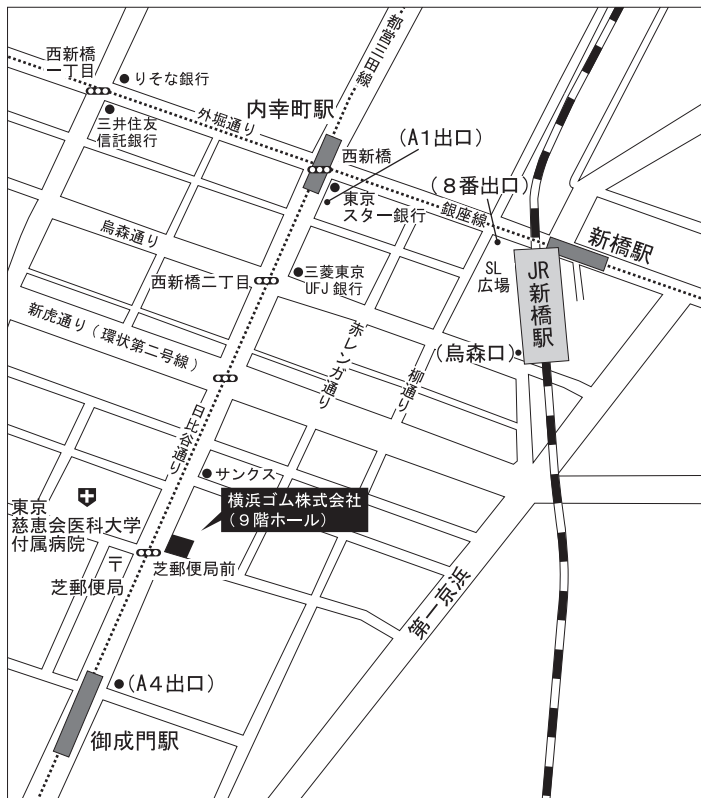 都営三田線
西新橋
一丁目
りそな銀行
外堀通り
内幸町駅
三井住友
信託銀行
西新橋
(A1出口)
東京
スター銀行
(8番出口)
銀座線
新橋駅
烏森通り
西新橋二丁目
三菱東京
UFJ銀行
SL
広場
JR新橋駅
新虎通り(環状第二号線)
赤レンガ通り
柳通り
(烏森口)
日比谷通り
サンクス
横浜ゴム株式会社
(9階ホール)
東京
慈恵会医科大学
付属病院
〒
芝郵便局
芝郵便局前
第一京浜
(A4出口)
御成門駅